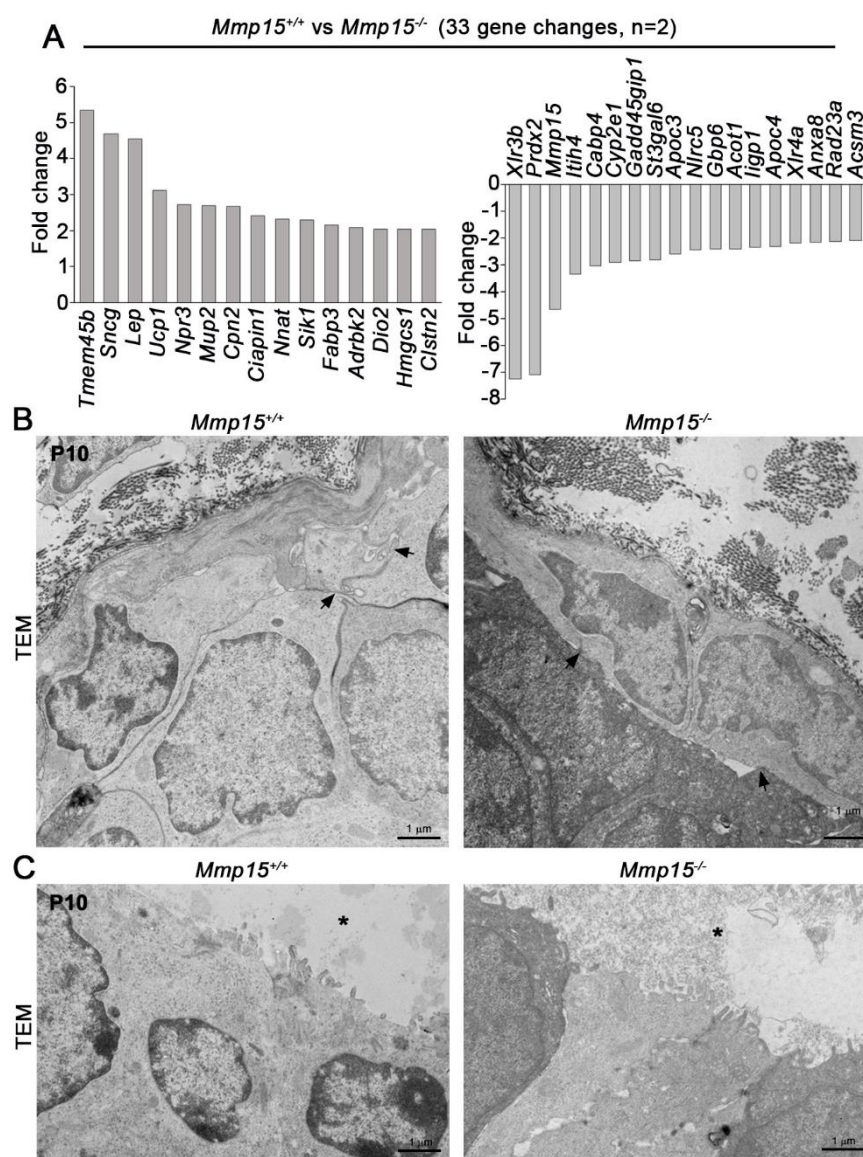 A
Mmp15+/+ vs Mmp15-/- (33 gene changes, n=2)
Fold change
6
5
4
3
2
1
0
Tmem45b
Sncg
Lep
Ucp1
Npr3
Mup2
Cpn2
Ciapin1
Nnat
Sik1
Fabp3
Adrbk2
Dio2
Hmgcs1
Clstn2
Xlr3b
Prdx2
Mmp15
Itih4
Cabp4
Cyp2e1
Gadd45gip1
St3gal6
Apoc3
Nlrc5
Gbp6
Acot1
Iigp1
Apoc4
Xlr4a
Anxa8
Rad23a
Acsm3
Fold change
0
-1
-2
-3
-4
-5
-6
-7
-8
B
Mmp15+/+
Mmp15-/-
P10
TEM
1 µm
1 µm
C
Mmp15+/+
Mmp15-/-
P10
*
*
TEM
1 µm
1 µm